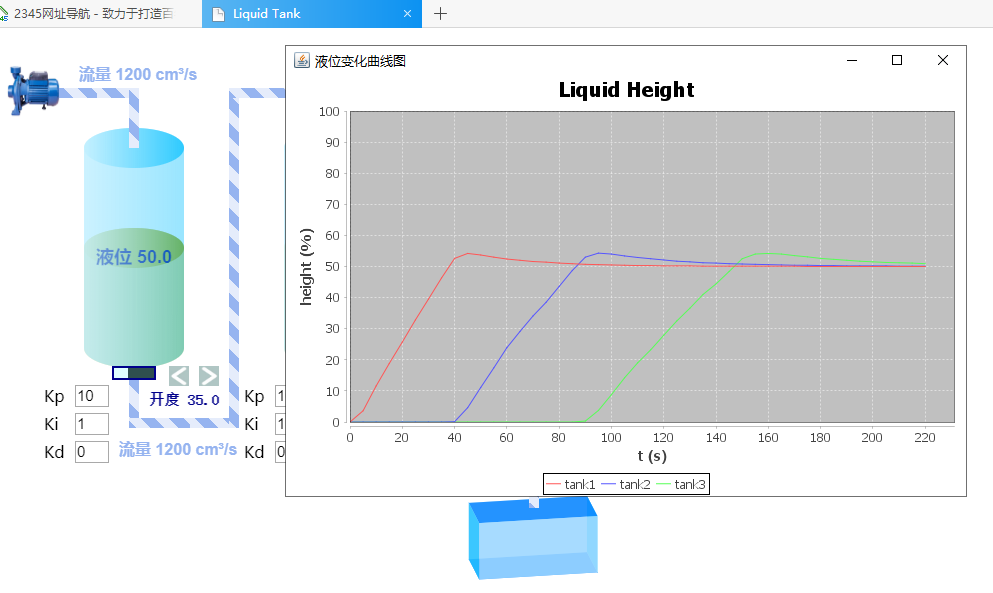 2345网址导航 - 致力于打造百
Liquid Tank
流量 1200 cm³/s
液位 50.0
开度 35.0
Kp 10
Ki 1
Kd 0
流量 1200 cm³/s
Kp 1
Ki 1
Kd 0
液位变化曲线图
Liquid Height
height (%)
100
90
80
70
60
50
40
30
20
10
0
0 20 40 60 80 100 120 140 160 180 200 220
t (s)
tank1 tank2 tank3